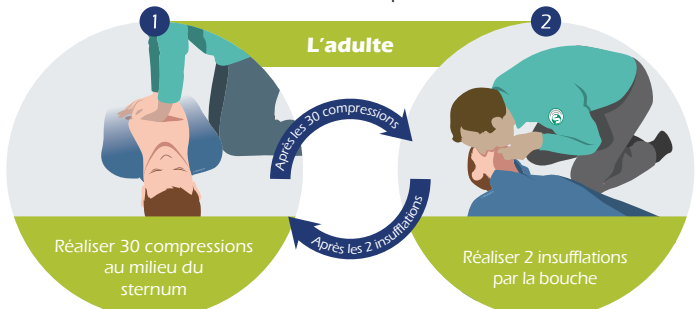 1
L'adulte
2
Après les 30 compressions
Après les 2 insufflations
Réaliser 30 compressions
au milieu du
sternum
Réaliser 2 insufflations
par la bouche